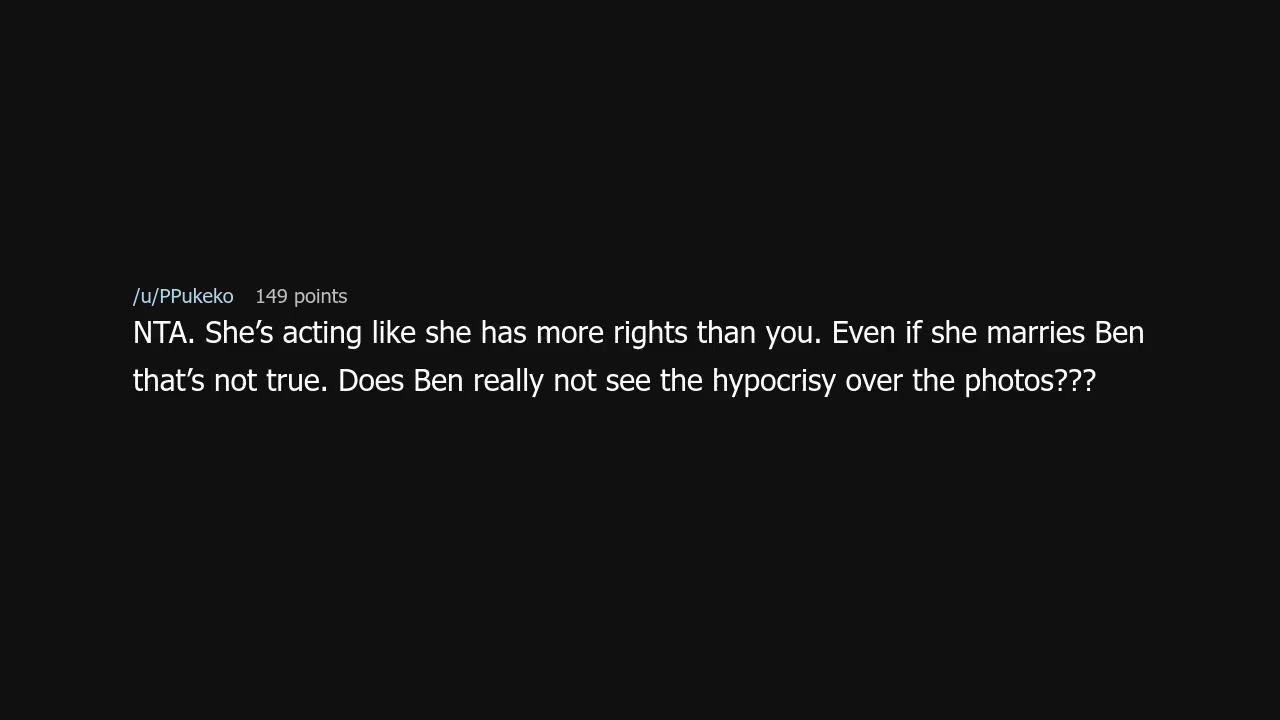 /u/PPukeko 149 points
NTA. She’s acting like she has more rights than you. Even if she marries Ben
that’s not true. Does Ben really not see the hypocrisy over the photos???